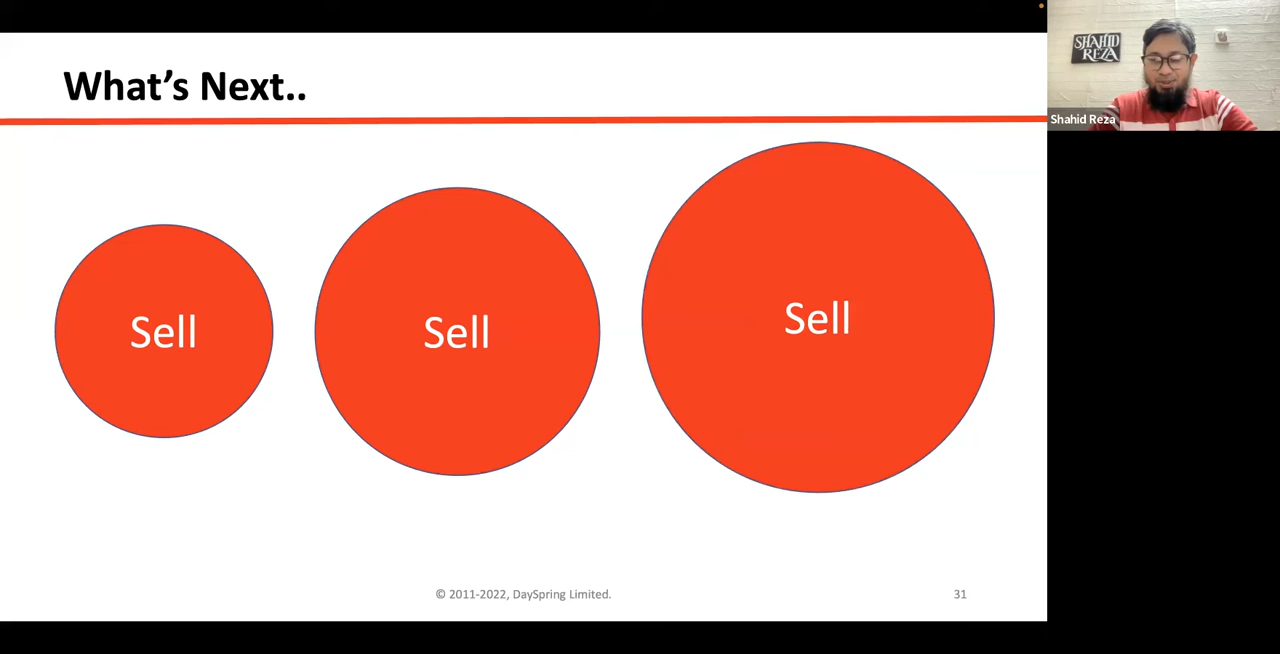 What's Next..
Sell
Sell
Sell
© 2011-2022, DaySpring Limited.
31
SHAHID
REZA
Shahid Reza